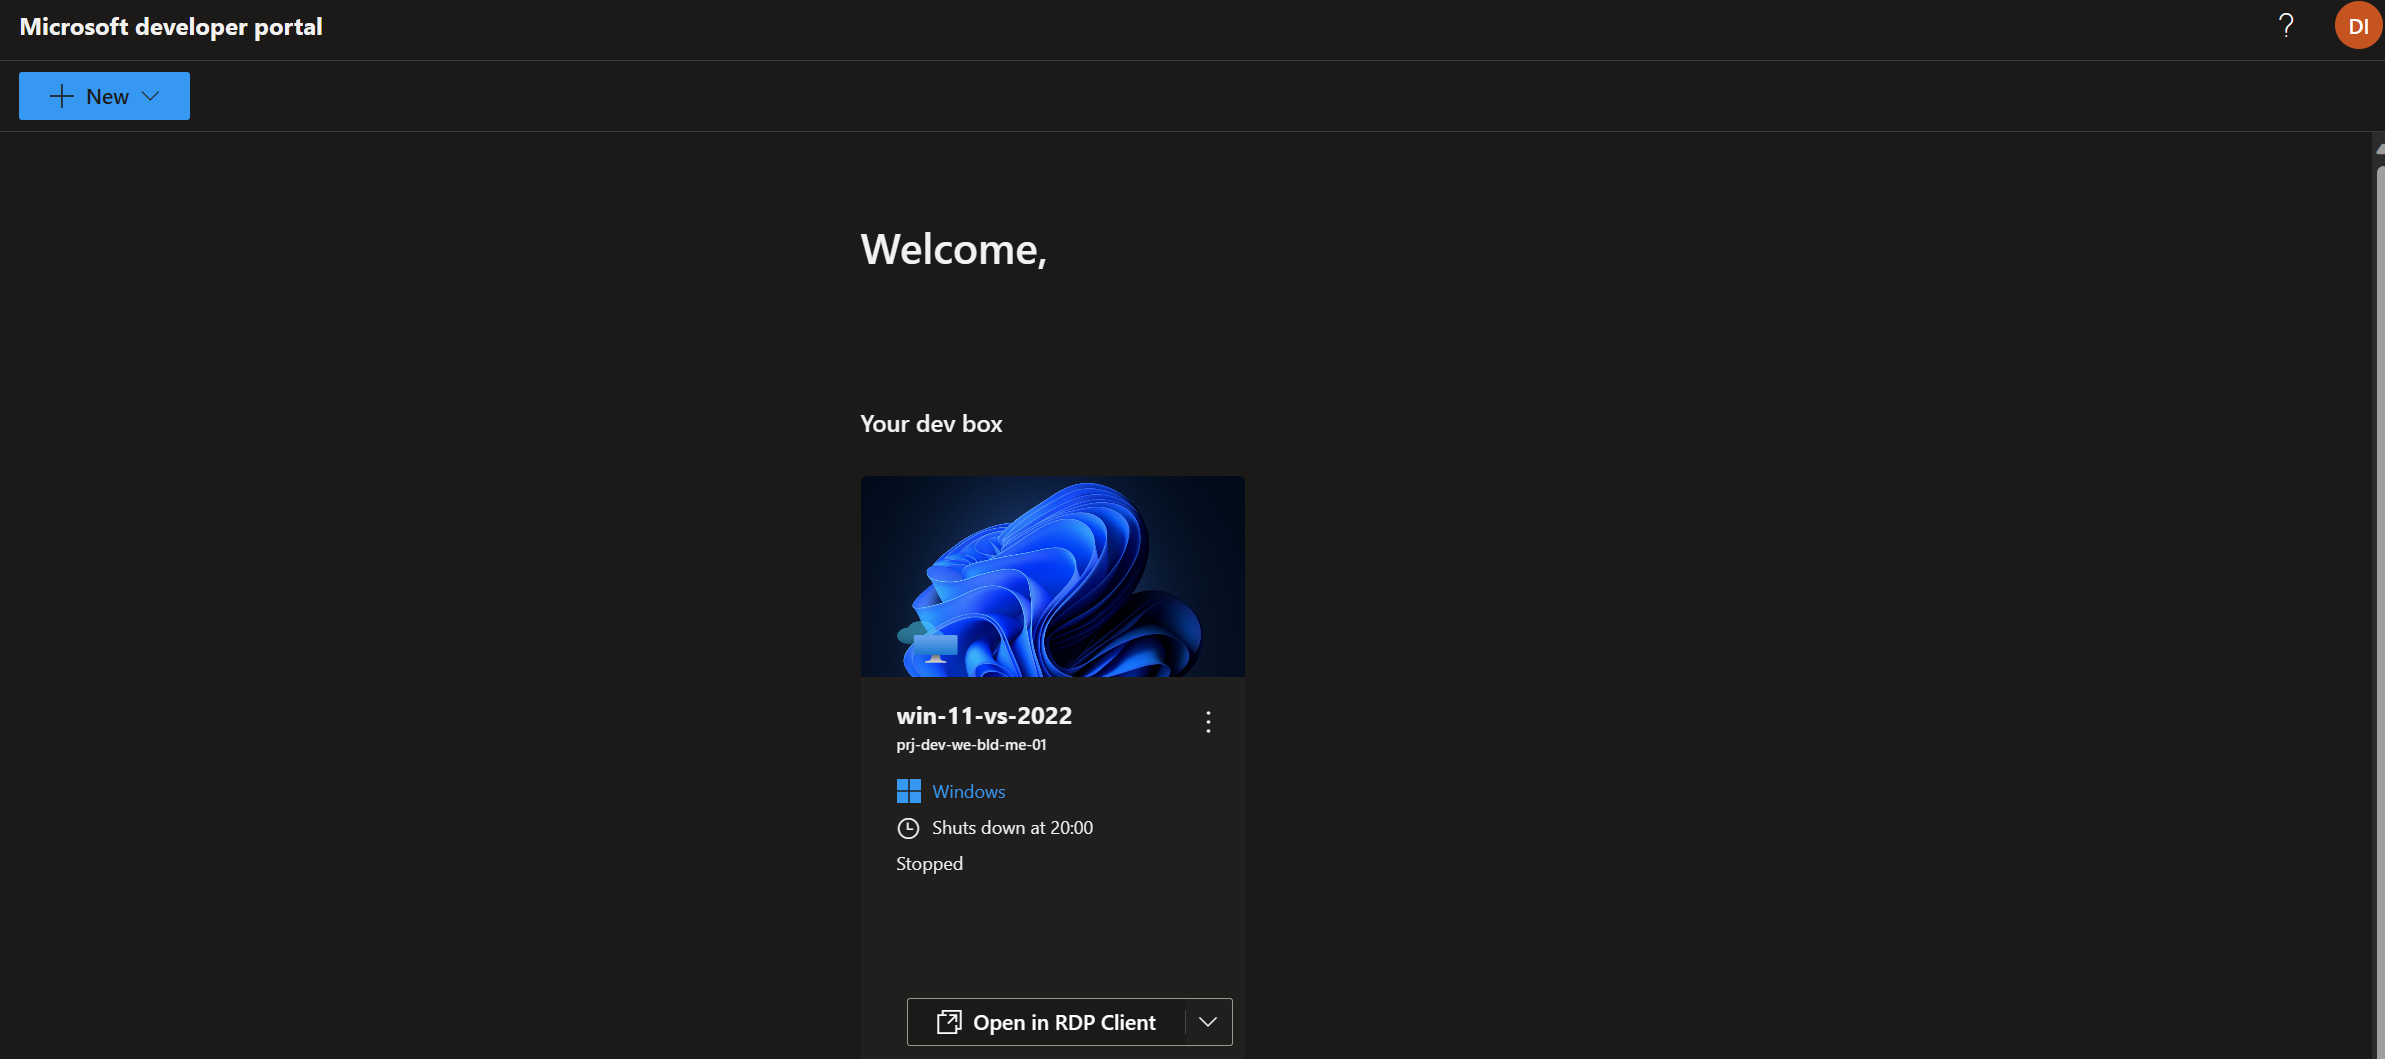 Microsoft developer portal
?
DI
New
Welcome,
Your dev box
win-11-vs-2022
prj-dev-we-bld-me-01
Windows
Shuts down at 20:00
Stopped
Open in RDP Client